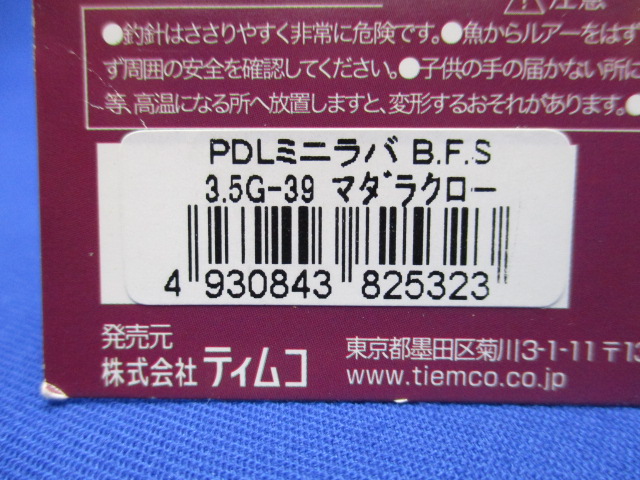 注意
●釣針はささりやすく非常に危険です。●魚からルアーをはず
ず周囲の安全を確認してください。●子供の手の届かない所に
等、高温になる所へ放置しますと、変形するおそれがあります。●
PDLミニラバ B.F.S
3.5G-39 マダラクロー
4 930843 825323
発売元
株式会社 ティムコ
東京都墨田区菊川3-1-11 〒13
www.tiemco.co.jp